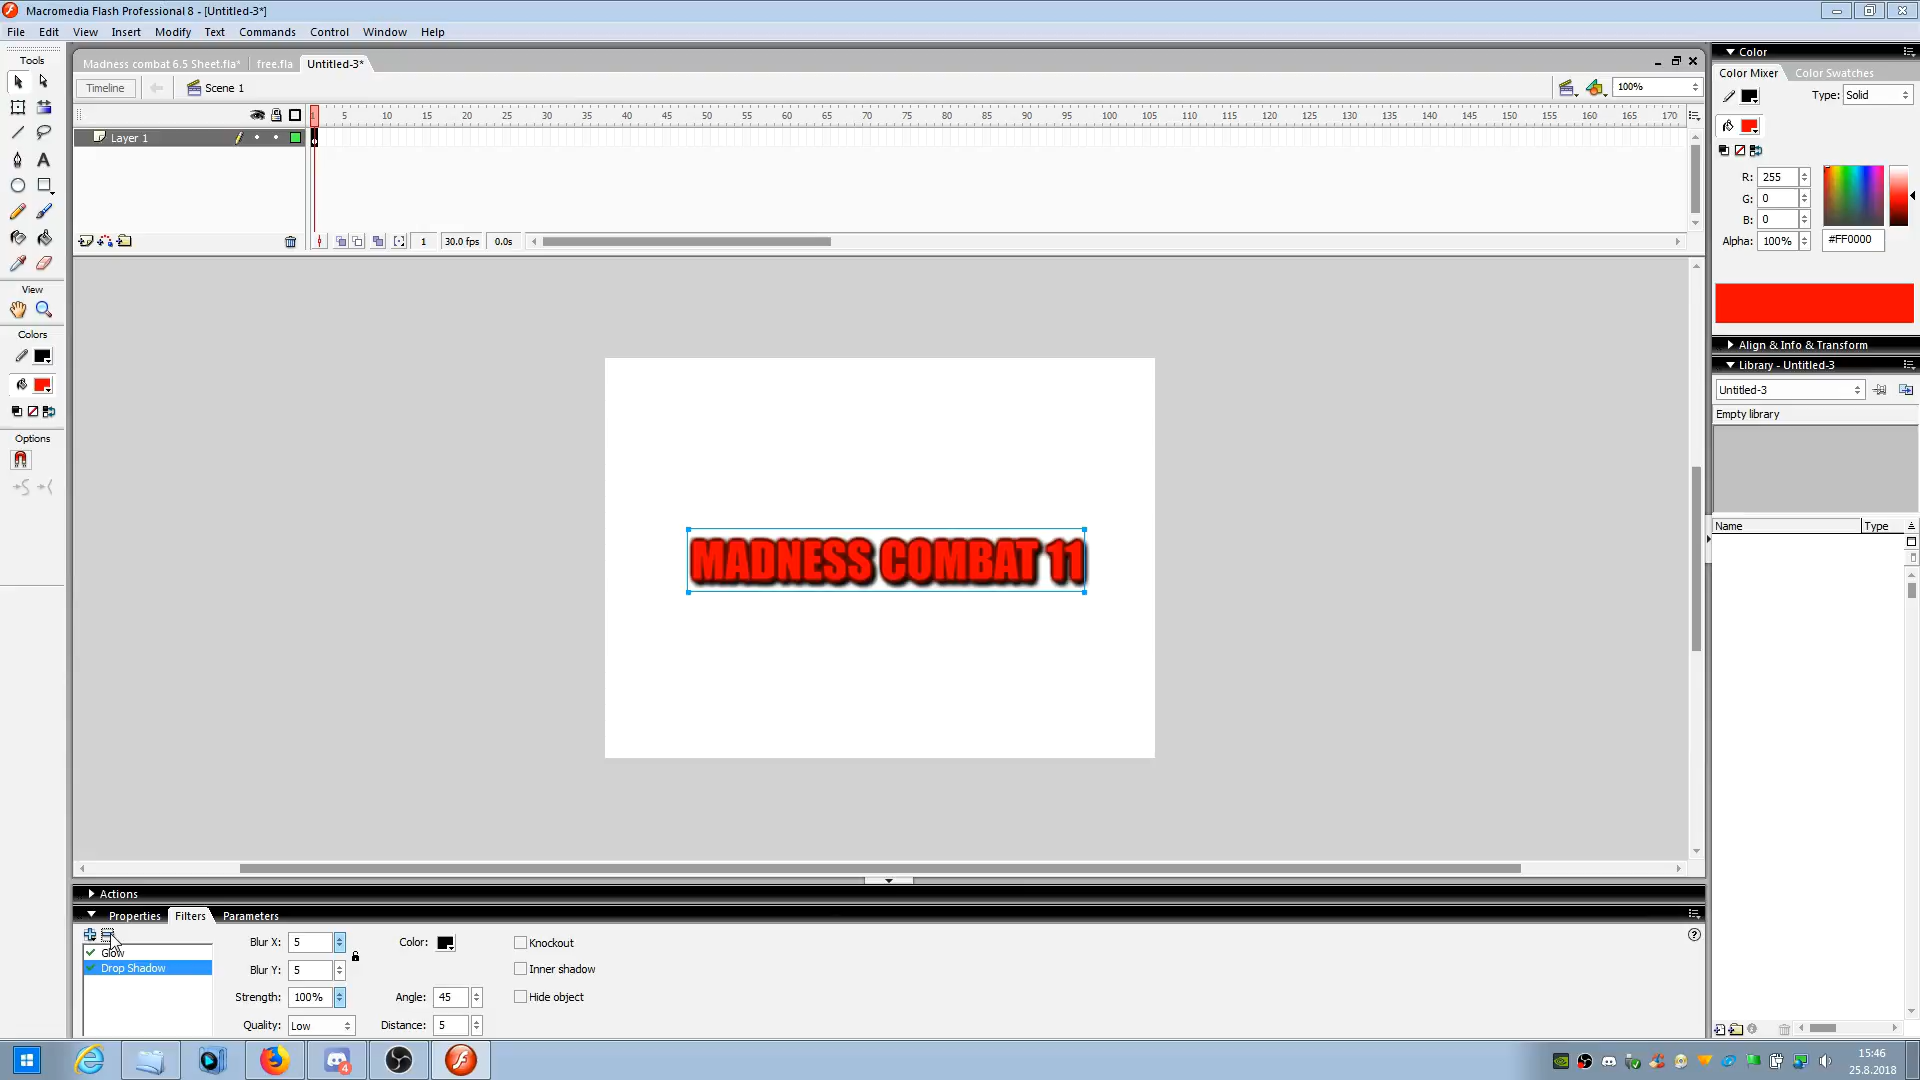 Macromedia Flash Professional 8 - [Untitled-3*]
File Edit View Insert Modify Text Commands Control Window Help
Tools
Madness combat 6.5 Sheet.fla* free.fla Untitled-3*
Timeline Scene 1 100%
1 5 10 15 20 25 30 35 40 45 50 55 60 65 70 75 80 85 90 95 100 105 110 115 120 125 130 135 140 145 150 155 160 165 170
Layer 1
1 30.0 fps 0.0s
View
Colors
Options
MADNESS COMBAT 11
Color
Color Mixer Color Swatches
Type: Solid
R: 255
G: 0
B: 0
Alpha: 100% #FF0000
Align & Info & Transform
Library - Untitled-3
Untitled-3
Empty library
Name Type
Actions
Properties Filters Parameters
Glow
Drop Shadow
Blur X: 5 Color: Knockout
Blur Y: 5 Inner shadow
Strength: 100% Angle: 45 Hide object
Quality: Low Distance: 5
4
15:46
25.8.2018